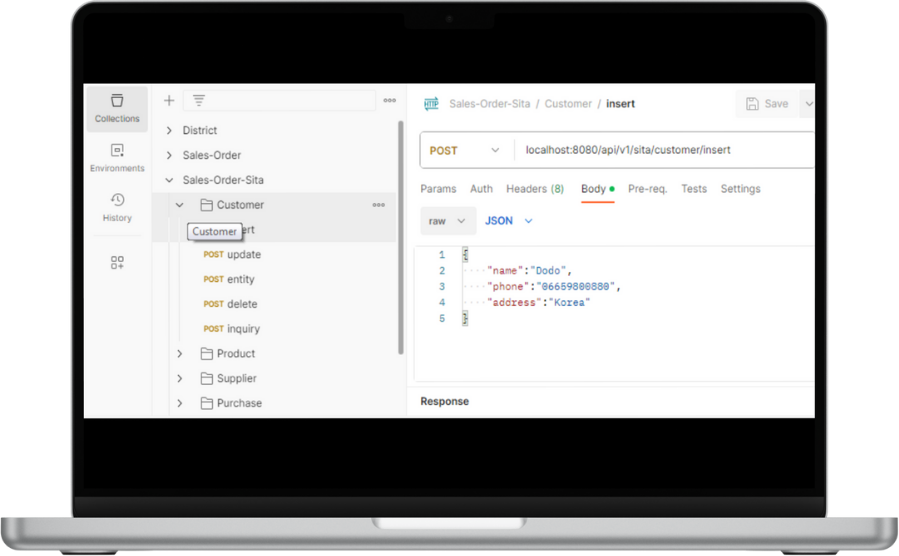 Collections
Environments
History
District
Sales-Order
Sales-Order-Sita
Customer
Customer ert
POST update
POST entity
POST delete
POST inquiry
Product
Supplier
Purchase
HTTP Sales-Order-Sita / Customer / insert
Save
POST localhost:8080/api/v1/sita/customer/insert
Params Auth Headers (8) Body Pre-req. Tests Settings
raw JSON
1 {
2 "name":"Dodo",
3 "phone":"06659800880",
4 "address":"Korea"
5 }
Response